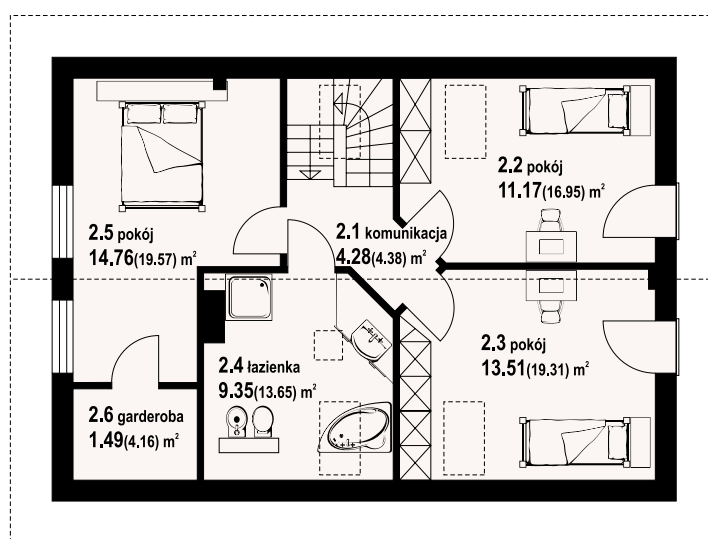 2.2 pokój
11.17(16.95) m²
2.1 komunikacja
4.28(4.38) m²
2.5 pokój
14.76(19.57) m²
2.3 pokój
13.51(19.31) m²
2.4 łazienka
9.35(13.65) m²
2.6 garderoba
1.49(4.16) m²